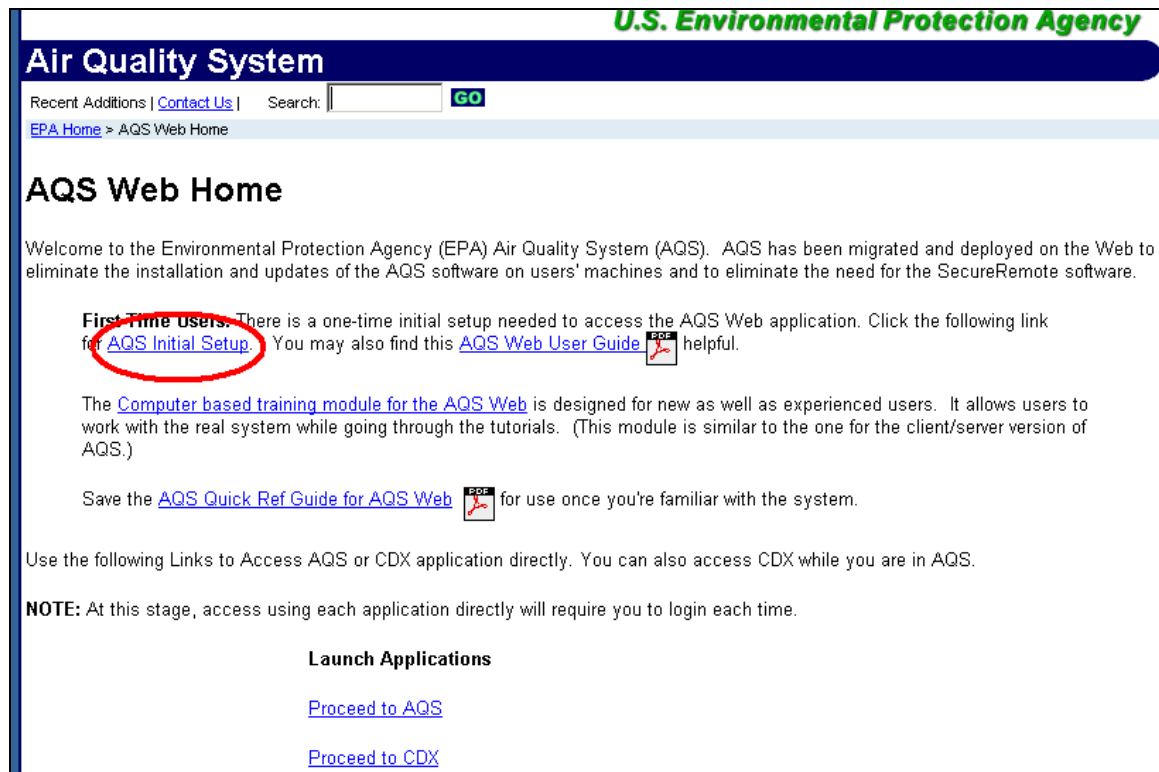 U.S. Environmental Protection Agency
Air Quality System
Recent Additions | Contact Us | Search: GO
EPA Home > AQS Web Home
AQS Web Home
Welcome to the Environmental Protection Agency (EPA) Air Quality System (AQS). AQS has been migrated and deployed on the Web to
eliminate the installation and updates of the AQS software on users' machines and to eliminate the need for the SecureRemote software.
First Time Users: There is a one-time initial setup needed to access the AQS Web application. Click the following link
for AQS Initial Setup. You may also find this AQS Web User Guide PDF helpful.
The Computer based training module for the AQS Web is designed for new as well as experienced users. It allows users to
work with the real system while going through the tutorials. (This module is similar to the one for the client/server version of
AQS.)
Save the AQS Quick Ref Guide for AQS Web PDF for use once you're familiar with the system.
Use the following Links to Access AQS or CDX application directly. You can also access CDX while you are in AQS.
NOTE: At this stage, access using each application directly will require you to login each time.
Launch Applications
Proceed to AQS
Proceed to CDX